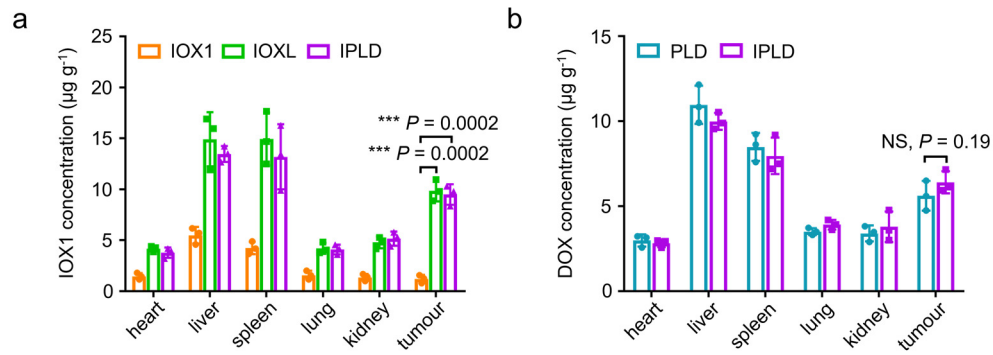 a
IOX1 concentration (µg g⁻¹)
25
20
15
10
5
0
IOX1 IOXL IPLD
*** P = 0.0002
*** P = 0.0002
heart liver spleen lung kidney tumour
b
DOX concentration (µg g⁻¹)
15
10
5
0
PLD IPLD
NS, P = 0.19
heart liver spleen lung kidney tumour